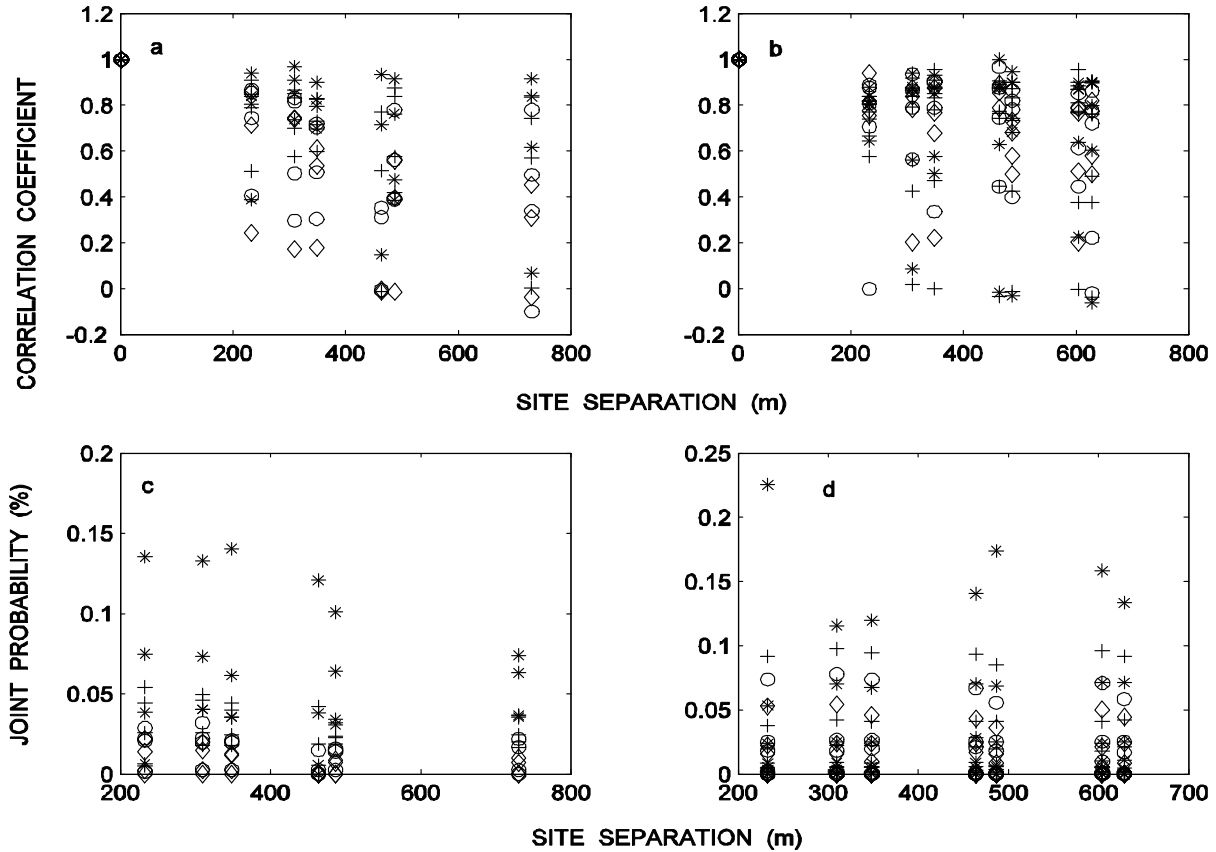 a
1.2
1
0.8
0.6
0.4
0.2
0
-0.2
0 200 400 600 800
CORRELATION COEFFICIENT
b
1.2
1
0.8
0.6
0.4
0.2
0
-0.2
0 200 400 600 800
SITE SEPARATION (m)
c
0.2
0.15
0.1
0.05
0
200 400 600 800
JOINT PROBABILITY (%)
d
0.25
0.2
0.15
0.1
0.05
0
200 300 400 500 600 700
SITE SEPARATION (m)